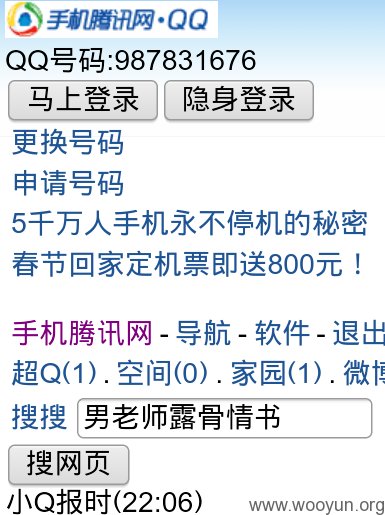 手机腾讯网·QQ
QQ号码:987831676
马上登录 隐身登录
更换号码
申请号码
5千万人手机永不停机的秘密
春节回家定机票即送800元！
手机腾讯网 - 导航 - 软件 - 退出
超Q(1) . 空间(0) . 家园(1) . 微博
搜搜 男老师露骨情书
搜网页
小Q报时(22:06)
www.wooyun.org